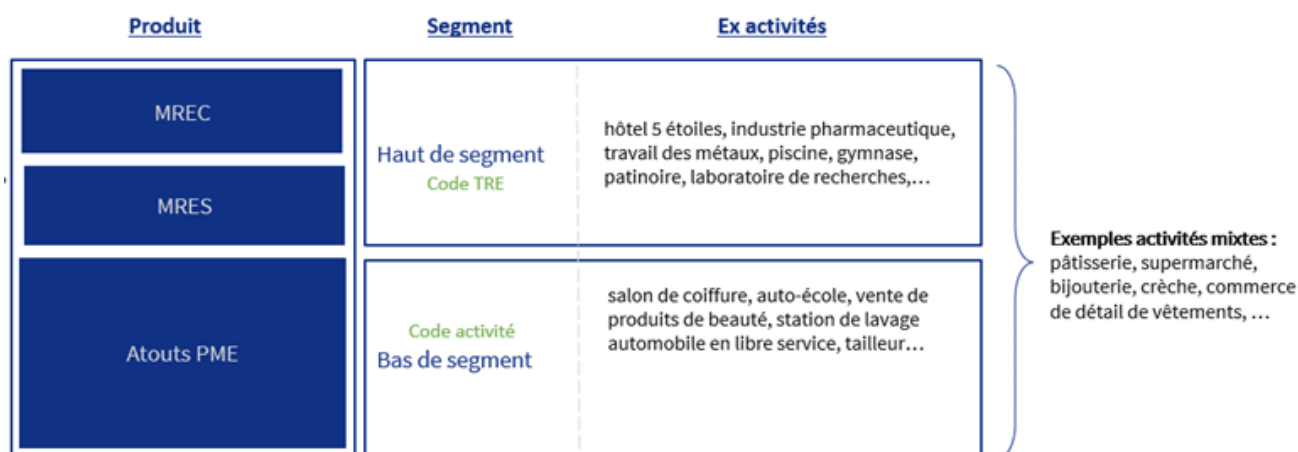 Produit
Segment
Ex activités
MREC
MRES
Haut de segment
Code TRE
hôtel 5 étoiles, industrie pharmaceutique,
travail des métaux, piscine, gymnase,
patinoire, laboratoire de recherches,...
Atouts PME
Code activité
Bas de segment
salon de coiffure, auto-école, vente de
produits de beauté, station de lavage
automobile en libre service, tailleur...
Exemples activités mixtes :
pâtisserie, supermarché,
bijouterie, crèche, commerce
de détail de vêtements, ...